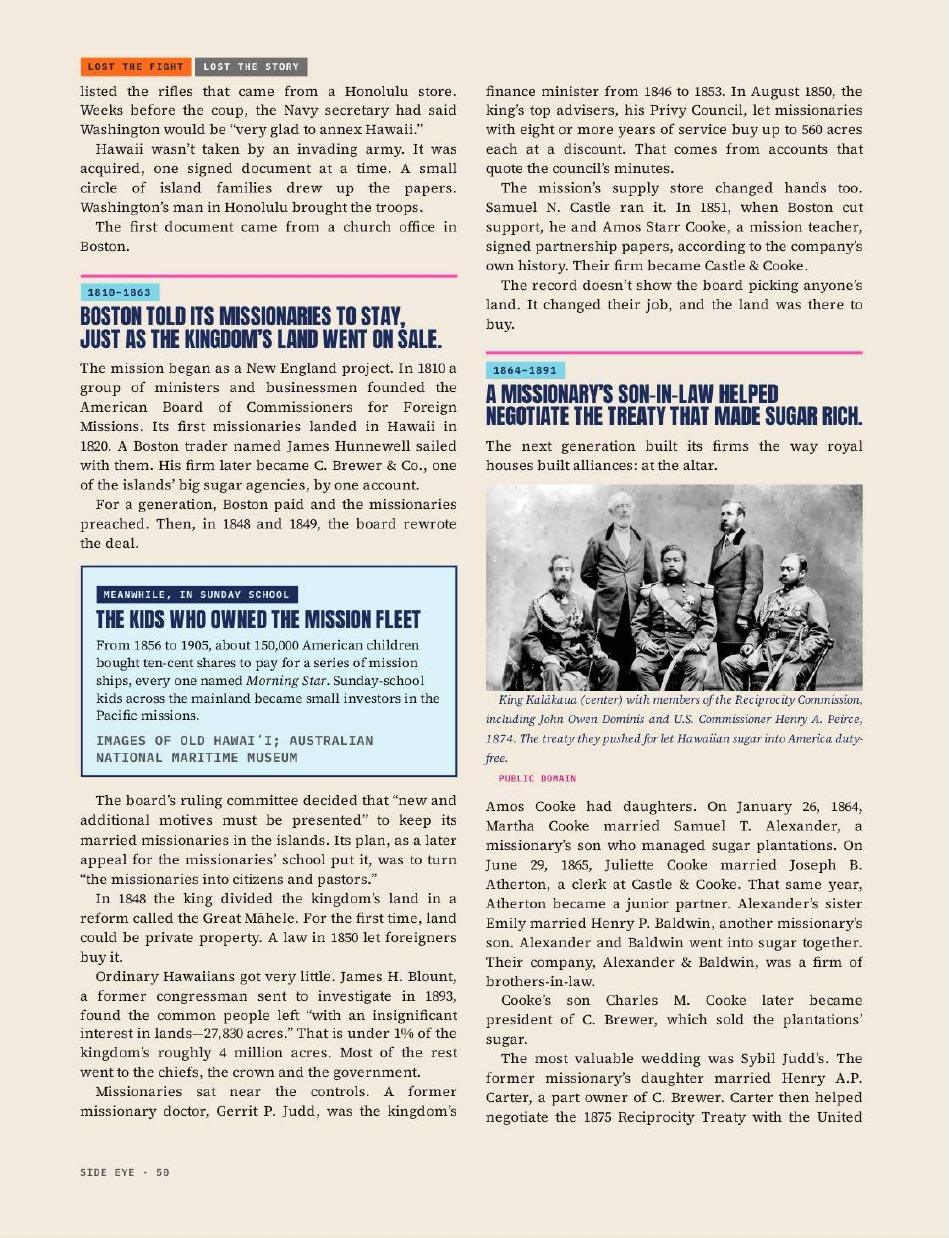 LOST THE FIGHT LOST THE STORY
listed the rifles that came from a Honolulu store.
Weeks before the coup, the Navy secretary had said
Washington would be “very glad to annex Hawaii.”
Hawaii wasn’t taken by an invading army. It was
acquired, one signed document at a time. A small
circle of island families drew up the papers.
Washington’s man in Honolulu brought the troops.
The first document came from a church office in
Boston.
1810–1863
BOSTON TOLD ITS MISSIONARIES TO STAY,
JUST AS THE KINGDOM’S LAND WENT ON SALE.
The mission began as a New England project. In 1810 a
group of ministers and businessmen founded the
American Board of Commissioners for Foreign
Missions. Its first missionaries landed in Hawaii in
1820. A Boston trader named James Hunnewell sailed
with them. His firm later became C. Brewer & Co., one
of the islands’ big sugar agencies, by one account.
For a generation, Boston paid and the missionaries
preached. Then, in 1848 and 1849, the board rewrote
the deal.
MEANWHILE, IN SUNDAY SCHOOL
THE KIDS WHO OWNED THE MISSION FLEET
From 1856 to 1905, about 150,000 American children
bought ten-cent shares to pay for a series of mission
ships, every one named Morning Star. Sunday-school
kids across the mainland became small investors in the
Pacific missions.
IMAGES OF OLD HAWAIʻI; AUSTRALIAN
NATIONAL MARITIME MUSEUM
The board’s ruling committee decided that “new and
additional motives must be presented” to keep its
married missionaries in the islands. Its plan, as a later
appeal for the missionaries’ school put it, was to turn
“the missionaries into citizens and pastors.”
In 1848 the king divided the kingdom’s land in a
reform called the Great Māhele. For the first time, land
could be private property. A law in 1850 let foreigners
buy it.
Ordinary Hawaiians got very little. James H. Blount,
a former congressman sent to investigate in 1893,
found the common people left “with an insignificant
interest in lands—27,830 acres.” That is under 1% of the
kingdom’s roughly 4 million acres. Most of the rest
went to the chiefs, the crown and the government.
Missionaries sat near the controls. A former
missionary doctor, Gerrit P. Judd, was the kingdom’s
finance minister from 1846 to 1853. In August 1850, the
king’s top advisers, his Privy Council, let missionaries
with eight or more years of service buy up to 560 acres
each at a discount. That comes from accounts that
quote the council’s minutes.
The mission’s supply store changed hands too.
Samuel N. Castle ran it. In 1851, when Boston cut
support, he and Amos Starr Cooke, a mission teacher,
signed partnership papers, according to the company’s
own history. Their firm became Castle & Cooke.
The record doesn’t show the board picking anyone’s
land. It changed their job, and the land was there to
buy.
1864–1891
A MISSIONARY’S SON-IN-LAW HELPED
NEGOTIATE THE TREATY THAT MADE SUGAR RICH.
The next generation built its firms the way royal
houses built alliances: at the altar.
King Kalākaua (center) with members of the Reciprocity Commission,
including John Owen Dominis and U.S. Commissioner Henry A. Peirce,
1874. The treaty they pushed for let Hawaiian sugar into America duty-
free.
PUBLIC DOMAIN
Amos Cooke had daughters. On January 26, 1864,
Martha Cooke married Samuel T. Alexander, a
missionary’s son who managed sugar plantations. On
June 29, 1865, Juliette Cooke married Joseph B.
Atherton, a clerk at Castle & Cooke. That same year,
Atherton became a junior partner. Alexander’s sister
Emily married Henry P. Baldwin, another missionary’s
son. Alexander and Baldwin went into sugar together.
Their company, Alexander & Baldwin, was a firm of
brothers-in-law.
Cooke’s son Charles M. Cooke later became
president of C. Brewer, which sold the plantations’
sugar.
The most valuable wedding was Sybil Judd’s. The
former missionary’s daughter married Henry A.P.
Carter, a part owner of C. Brewer. Carter then helped
negotiate the 1875 Reciprocity Treaty with the United
SIDE EYE · 50